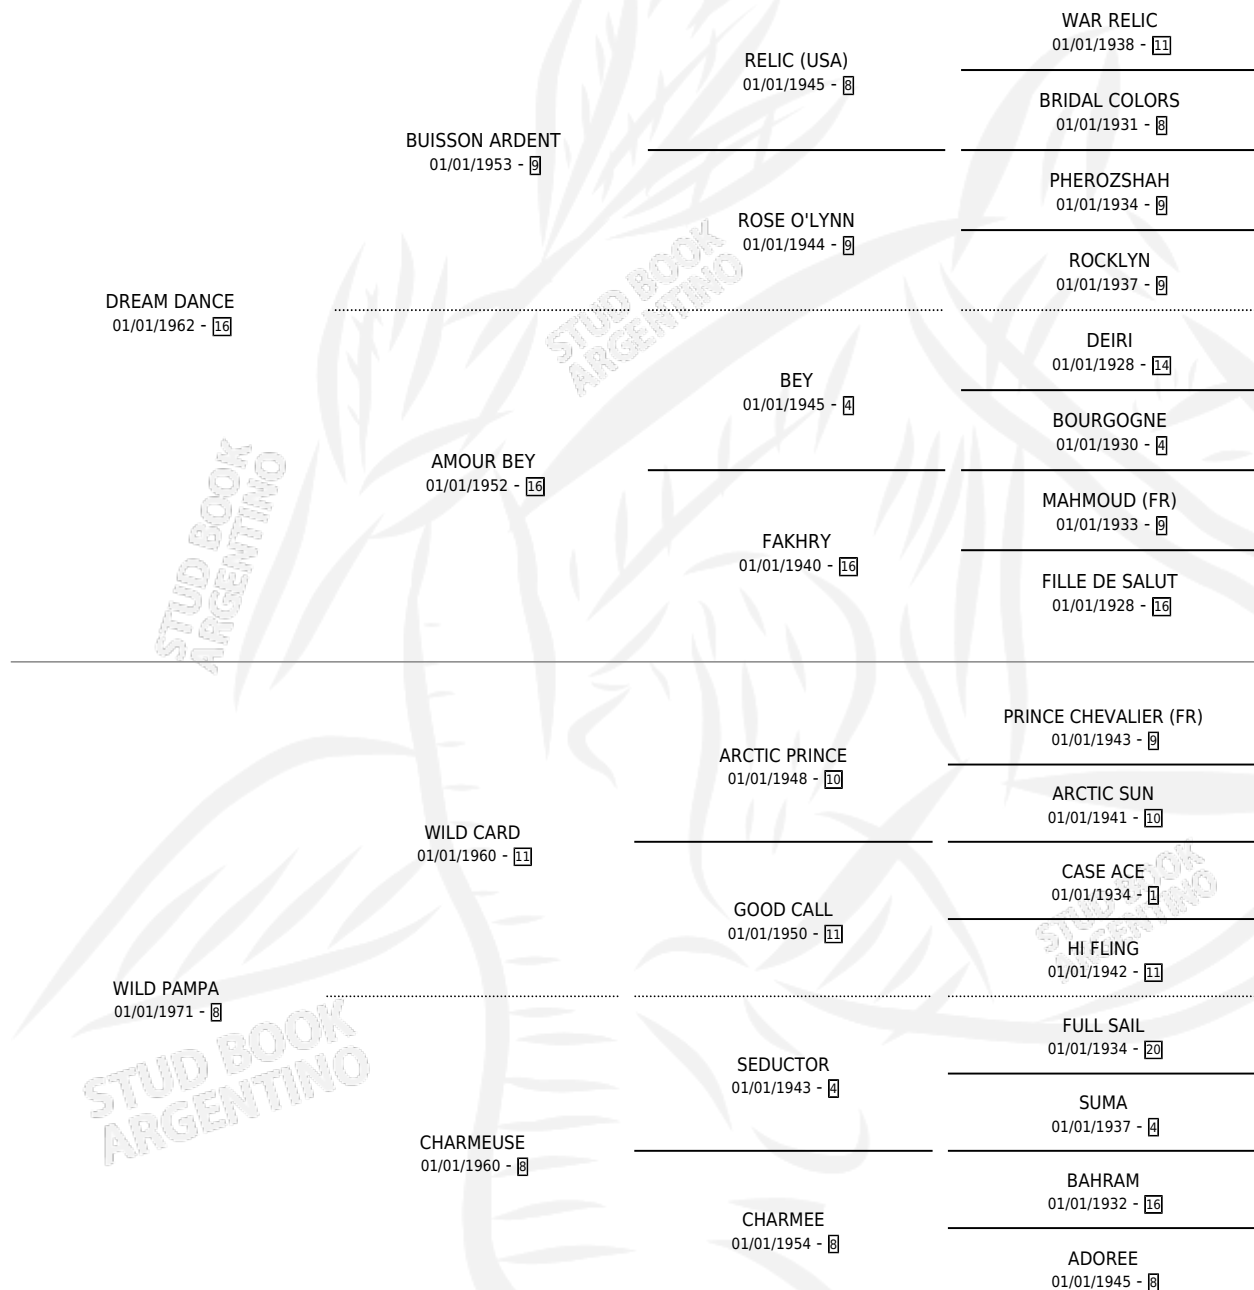 WAR RELIC
01/01/1938 - 11
RELIC (USA)
01/01/1945 - 8
BRIDAL COLORS
01/01/1931 - 8
BUISSON ARDENT
01/01/1953 - 9
PHEROZSHAH
01/01/1934 - 9
ROSE O'LYNN
01/01/1944 - 9
ROCKLYN
01/01/1937 - 9
DREAM DANCE
01/01/1962 - 16
STUD BOOK
ARGENTINO
DEIRI
01/01/1928 - 14
BEY
01/01/1945 - 4
BOURGOGNE
01/01/1930 - 4
AMOUR BEY
01/01/1952 - 16
MAHMOUD (FR)
01/01/1933 - 9
FAKHRY
01/01/1940 - 16
FILLE DE SALUT
01/01/1928 - 16
STUD BOOK
ARGENTINO
PRINCE CHEVALIER (FR)
01/01/1943 - 9
ARCTIC PRINCE
01/01/1948 - 10
ARCTIC SUN
01/01/1941 - 10
WILD CARD
01/01/1960 - 11
CASE ACE
01/01/1934 - 1
GOOD CALL
01/01/1950 - 11
HI FLING
01/01/1942 - 11
STUD BOOK
ARGENTINO
WILD PAMPA
01/01/1971 - 8
FULL SAIL
01/01/1934 - 20
SEDUCTOR
01/01/1943 - 4
SUMA
01/01/1937 - 4
STUD BOOK
ARGENTINO
CHARMEUSE
01/01/1960 - 8
BAHRAM
01/01/1932 - 16
CHARMEE
01/01/1954 - 8
ADOREE
01/01/1945 - 8